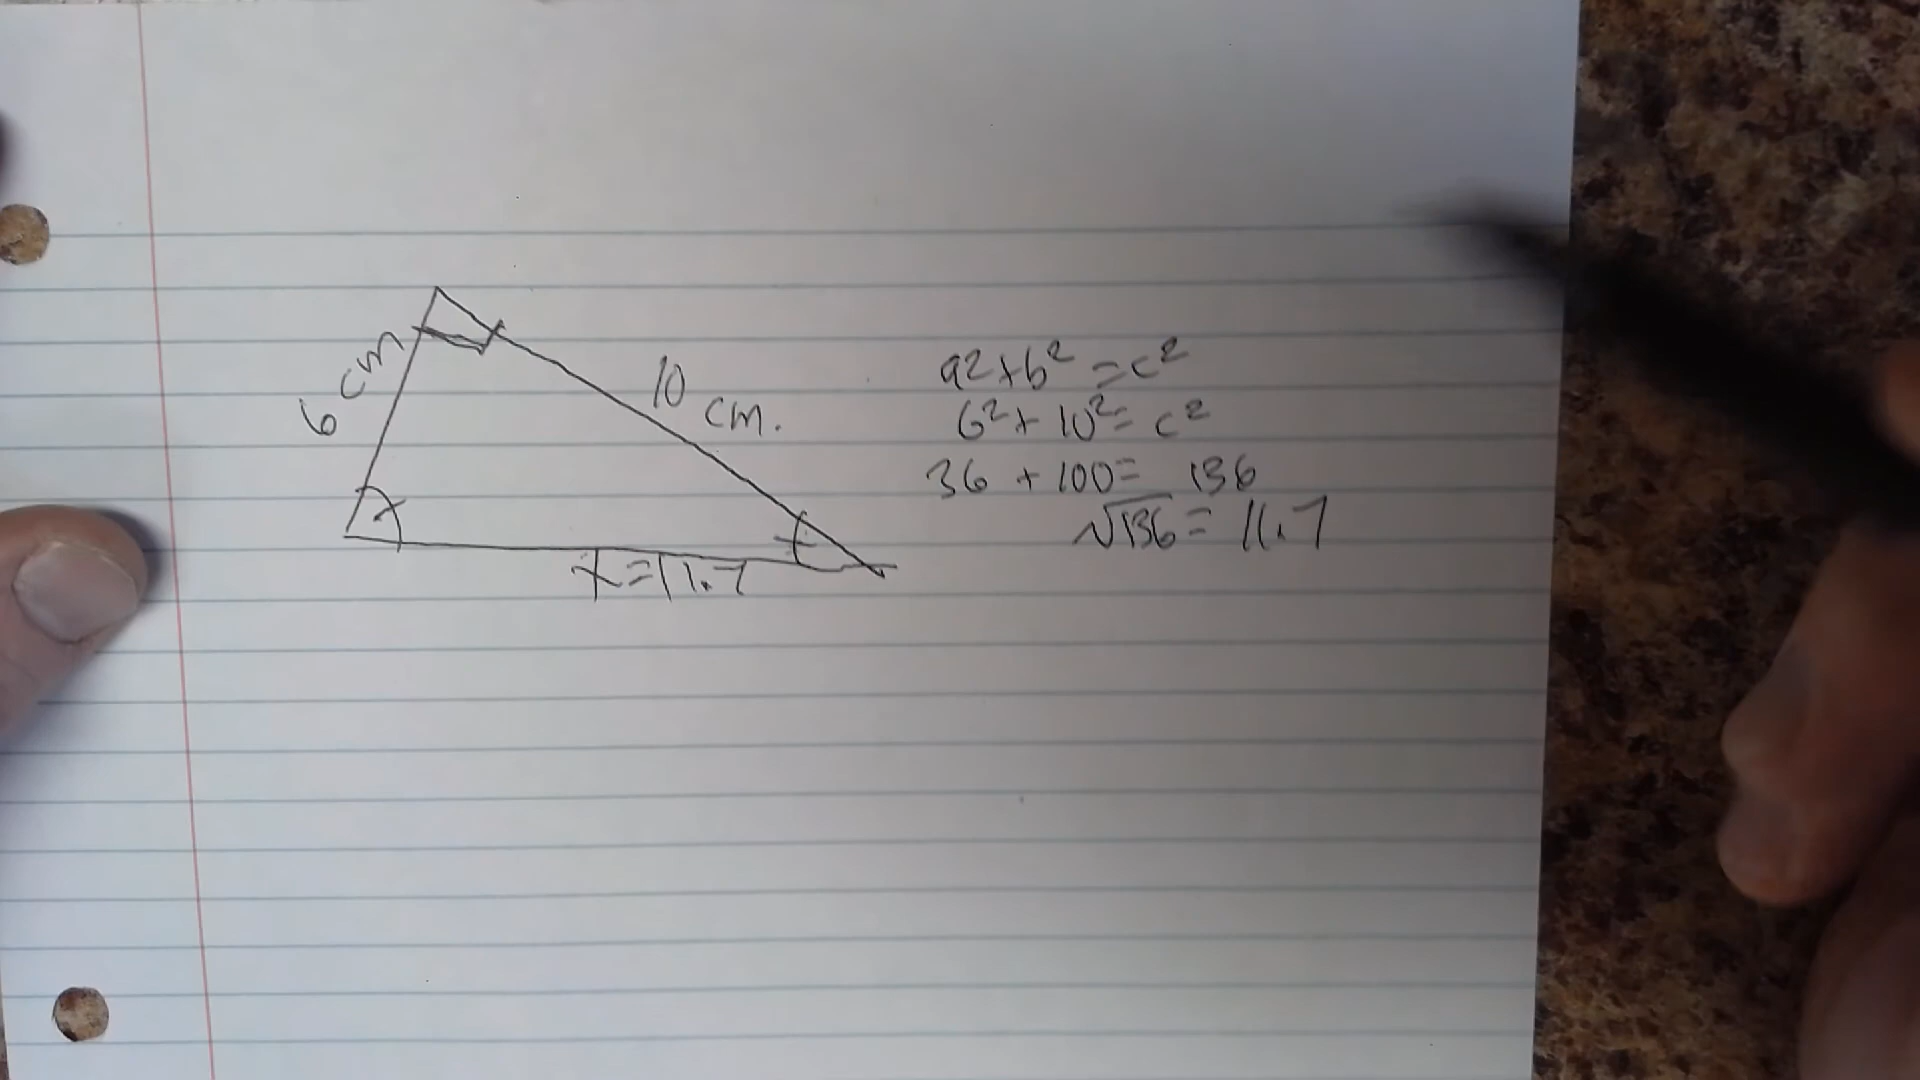 6 cm
10 cm.
x=11.7
a2+b²=c²
6²+10²=c²
36+100= 136
√136=11.7